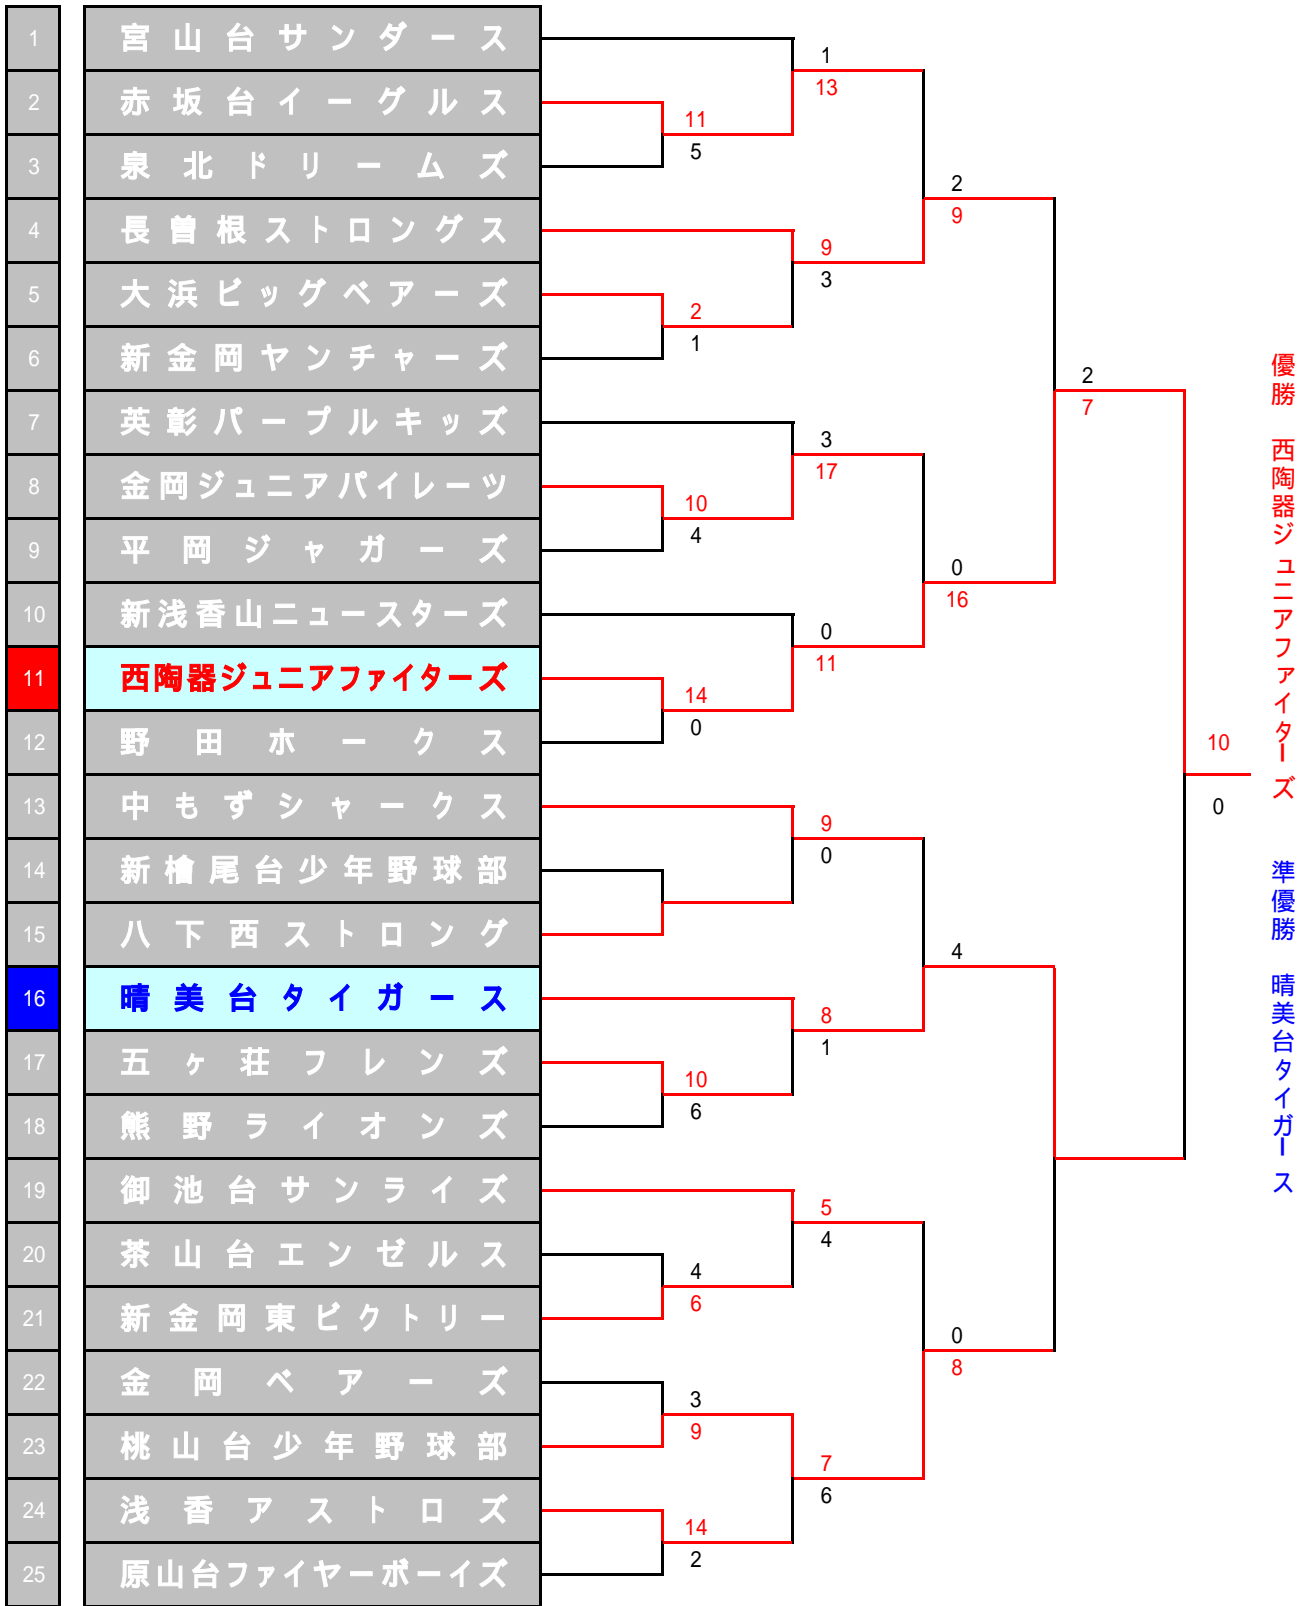 1 宮山台サンダース
2 赤坂台イーグルス
3 泉北ドリームズ
4 長曽根ストロングス
5 大浜ビッグベアーズ
6 新金岡ヤンチャーズ
7 英彰パープルキッズ
8 金岡ジュニアパイレーツ
9 平岡ジャガーズ
10 新浅香山ニュースターズ
11 西陶器ジュニアファイターズ
12 野田ホークス
13 中もずシャークス
14 新檜尾台少年野球部
15 八下西ストロング
16 晴美台タイガース
17 五ヶ荘フレンズ
18 熊野ライオンズ
19 御池台サンライズ
20 茶山台エンゼルス
21 新金岡東ビクトリー
22 金岡ベアーズ
23 桃山台少年野球部
24 浅香アストロズ
25 原山台ファイヤーボーイズ
11
5
2
1
10
4
14
0
10
6
4
6
3
9
14
2
1
13
9
3
3
17
0
11
9
0
8
1
5
4
7
6
2
9
0
16
4
0
8
2
7
10
0
優勝 西陶器ジュニアファイターズ
準優勝 晴美台タイガース